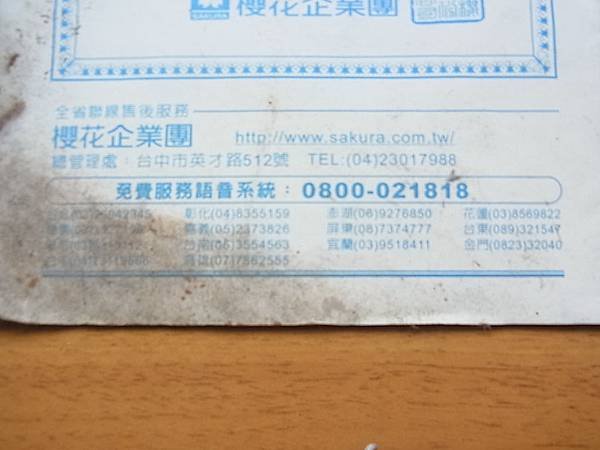 SAKURA 櫻花企業團
全省聯線售後服務
櫻花企業團 http://www.sakura.com.tw/
總管理處：台中市英才路512號 TEL:(04)23017988
免費服務語音系統：0800-021818
彰化(04)8355159 澎湖(06)9276850 花蓮(03)8569822
嘉義(05)2373826 屏東(08)7374777 台東(089)321547
台南(06)3554563 宜蘭(03)9518411 金門(0823)32040
高雄(07)7562555